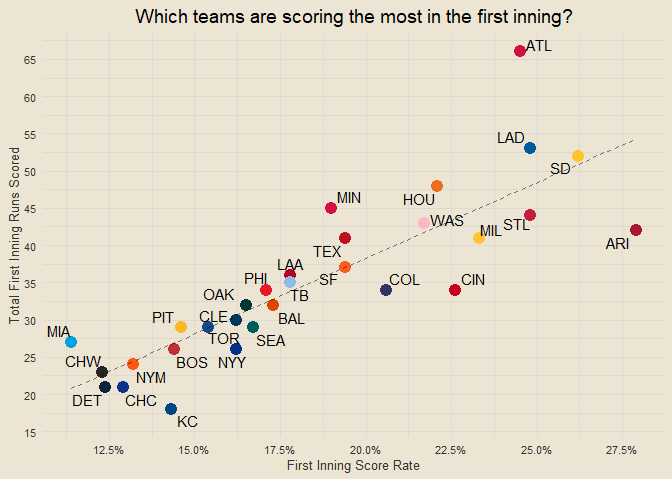 Which teams are scoring the most in the first inning?
65
60
55
50
45
40
35
30
25
20
15
Total First Inning Runs Scored
ATL
LAD
SD
MIN
HOU
WAS
STL
MIL
ARI
TEX
LAA
SF
PHI
TB
COL
CIN
OAK
BAL
PIT
CLE
TOR
SEA
MIA
CHW
BOS
NYY
NYM
DET
CHC
KC
12.5%
15.0%
17.5%
20.0%
22.5%
25.0%
27.5%
First Inning Score Rate